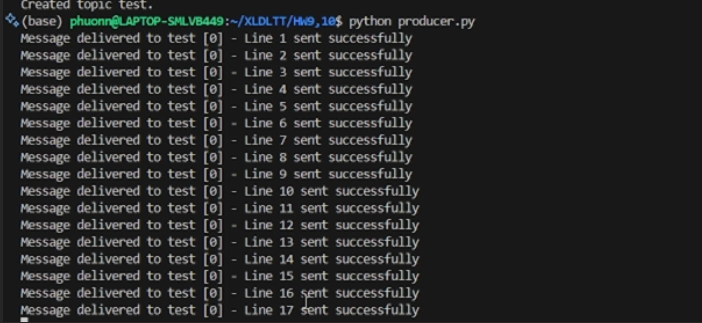 Created topic test.
(base) phuonn@LAPTOP-SMLVB449:~/XLDLTT/HW9,10$ python producer.py
Message delivered to test [0] - Line 1 sent successfully
Message delivered to test [0] - Line 2 sent successfully
Message delivered to test [0] - Line 3 sent successfully
Message delivered to test [0] - Line 4 sent successfully
Message delivered to test [0] - Line 5 sent successfully
Message delivered to test [0] - Line 6 sent successfully
Message delivered to test [0] - Line 7 sent successfully
Message delivered to test [0] - Line 8 sent successfully
Message delivered to test [0] - Line 9 sent successfully
Message delivered to test [0] - Line 10 sent successfully
Message delivered to test [0] - Line 11 sent successfully
Message delivered to test [0] - Line 12 sent successfully
Message delivered to test [0] - Line 13 sent successfully
Message delivered to test [0] - Line 14 sent successfully
Message delivered to test [0] - Line 15 sent successfully
Message delivered to test [0] - Line 16 sent successfully
Message delivered to test [0] - Line 17 sent successfully